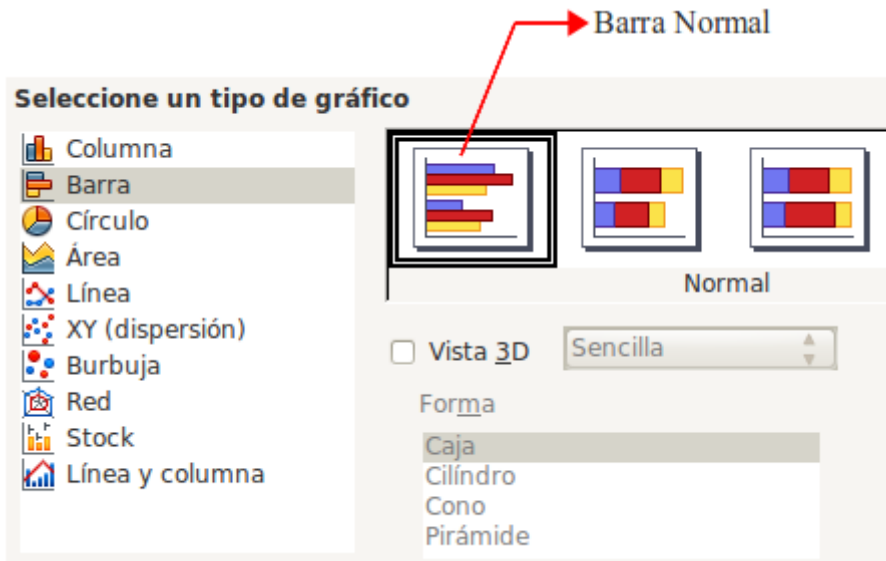 Barra Normal
Seleccione un tipo de gráfico
Columna
Barra
Círculo
Área
Línea
XY (dispersión)
Burbuja
Red
Stock
Línea y columna
Normal
Vista 3D
Sencilla
Forma
Caja
Cilíndro
Cono
Pirámide